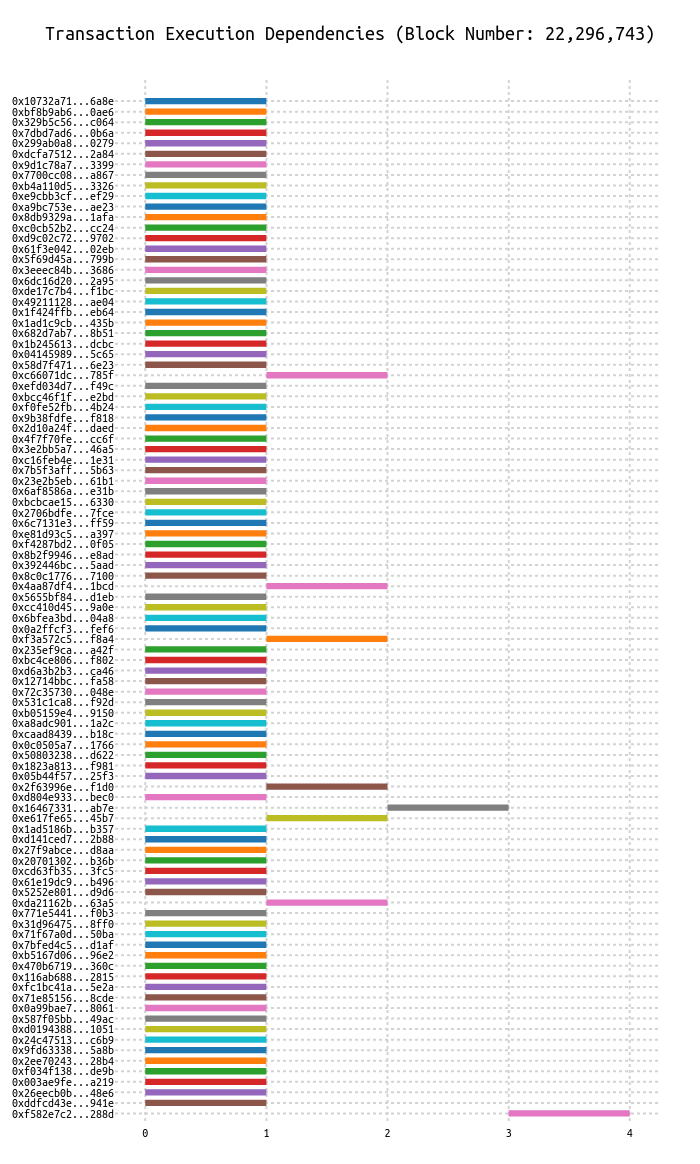 Transaction Execution Dependencies (Block Number: 22,296,743)
0x10732a71...6a8e
0xbf8b9ab6...0ae6
0x329b5c56...c064
0x7dbd7ad6...0b6a
0x299ab0a8...0279
0xdcfa7512...2a84
0x9d1c78a7...3399
0x7700cc08...a867
0xb4a110d5...3326
0xe9cbb3cf...ef29
0xa9bc753e...ae23
0x8db9329a...1afa
0xc0cb52b2...cc24
0xd9c02c72...9702
0x61f3e042...02eb
0x5f69d45a...799b
0x3eeec84b...3686
0x6dc16d20...2a95
0xde17c7b4...f1bc
0x49211128...ae04
0x1f424ffb...eb64
0x1ad1c9cb...435b
0x682d7ab7...8b51
0x1b245613...dcbc
0x04145989...5c65
0x58d7f471...6e23
0xc66071dc...785f
0xefd034d7...f49c
0xbcc46f1f...e2bd
0xf0fe52fb...4b24
0x9b38fdfe...f818
0x2d10a24f...daed
0x4f7f70fe...cc6f
0x3e2bb5a7...46a5
0xc16feb4e...1e31
0x7b5f3aff...5b63
0x23e2b5eb...61b1
0x6af8586a...e31b
0xbcbcae15...6330
0x2706bdfe...7fce
0x6c7131e3...ff59
0xe81d93c5...a397
0xf4287bd2...0f05
0x8b2f9946...e8ad
0x392446bc...5aad
0x8c0c1776...7100
0x4aa87df4...1bcd
0x5655bf84...d1eb
0xcc410d45...9a0e
0x6bfea3bd...04a8
0x0a2ffcf3...fef6
0xf3a572c5...f8a4
0x235ef9ca...a42f
0xbc4ce806...f802
0xd6a3b2b3...ca46
0x12714bbc...fa58
0x72c35730...048e
0x531c1ca8...f92d
0xb05159e4...9150
0xa8adc901...1a2c
0xcaad8439...b18c
0x0c0505a7...1766
0x50803238...d622
0x1823a813...f981
0x05b44f57...25f3
0x2f63996e...f1d0
0xd804e933...bec0
0x16467331...ab7e
0xe617fe65...45b7
0x1ad5186b...b357
0xd141ced7...2b88
0x27f9abce...d8aa
0x20701302...b36b
0xcd63fb35...3fc5
0x61e19dc9...b496
0x5252e801...d9d6
0xda21162b...63a5
0x771e5441...f0b3
0x31d96475...8ff0
0x71f67a0d...50ba
0x7bfed4c5...d1af
0xb5167d06...96e2
0x470b6719...360c
0x116ab688...2815
0xfc1bc41a...5e2a
0x71e85156...8cde
0x0a99bae7...8061
0x587f05bb...49ac
0xd0194388...1051
0x24c47513...c6b9
0x9fd63338...5a8b
0x2ee70243...28b4
0xf034f138...de9b
0x003ae9fe...a219
0x26eecb0b...48e6
0xddfcd43e...941e
0xf582e7c2...288d
0 1 2 3 4